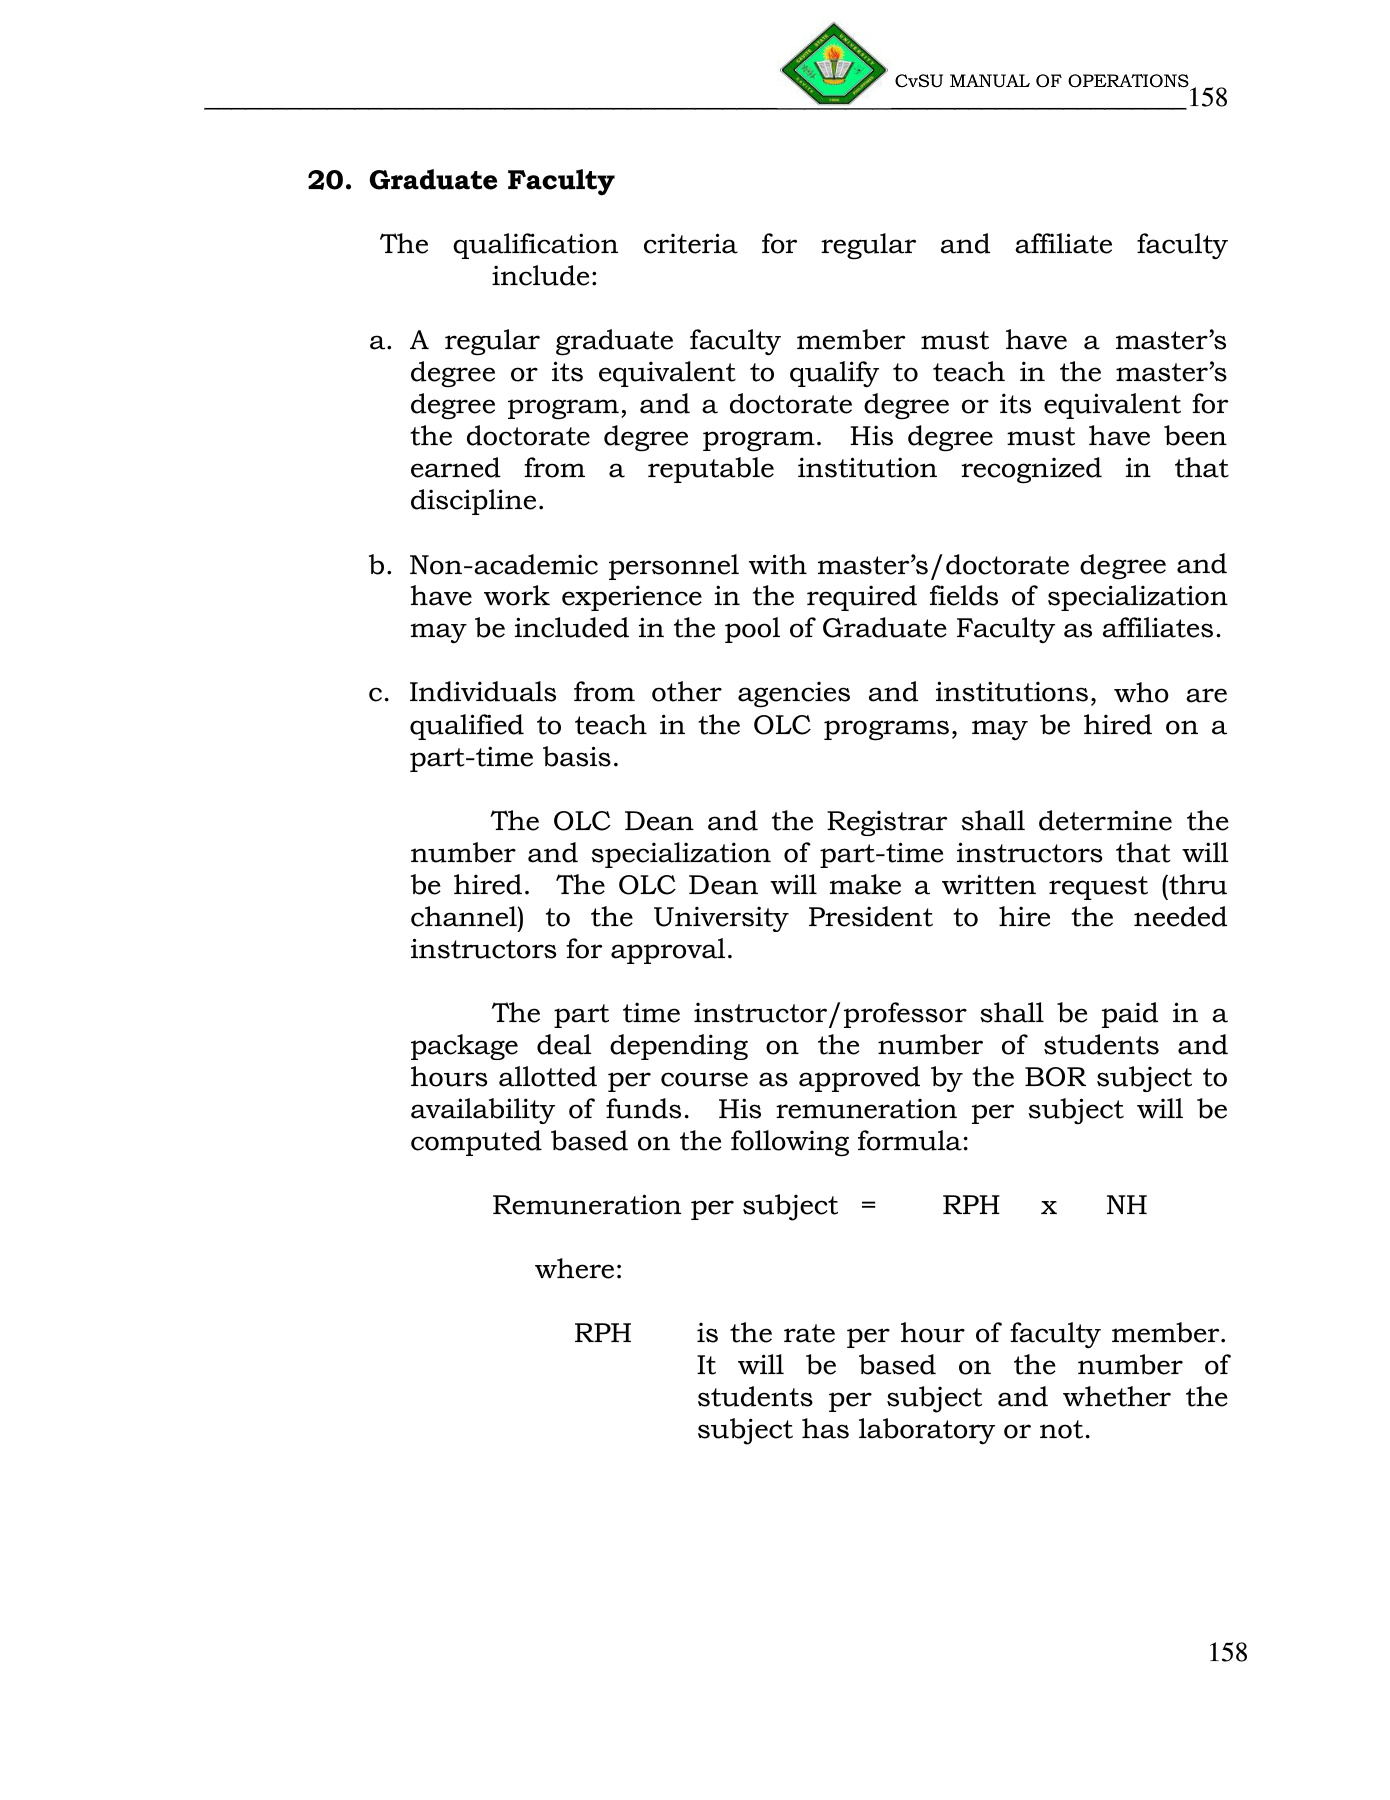 CvSU MANUAL OF OPERATIONS 158
20. Graduate Faculty
The qualification criteria for regular and affiliate faculty
include:
a. A regular graduate faculty member must have a master’s
degree or its equivalent to qualify to teach in the master’s
degree program, and a doctorate degree or its equivalent for
the doctorate degree program. His degree must have been
earned from a reputable institution recognized in that
discipline.
b. Non-academic personnel with master’s/doctorate degree and
have work experience in the required fields of specialization
may be included in the pool of Graduate Faculty as affiliates.
c. Individuals from other agencies and institutions, who are
qualified to teach in the OLC programs, may be hired on a
part-time basis.
The OLC Dean and the Registrar shall determine the
number and specialization of part-time instructors that will
be hired. The OLC Dean will make a written request (thru
channel) to the University President to hire the needed
instructors for approval.
The part time instructor/professor shall be paid in a
package deal depending on the number of students and
hours allotted per course as approved by the BOR subject to
availability of funds. His remuneration per subject will be
computed based on the following formula:
Remuneration per subject = RPH x NH
where:
RPH is the rate per hour of faculty member.
It will be based on the number of
students per subject and whether the
subject has laboratory or not.
158